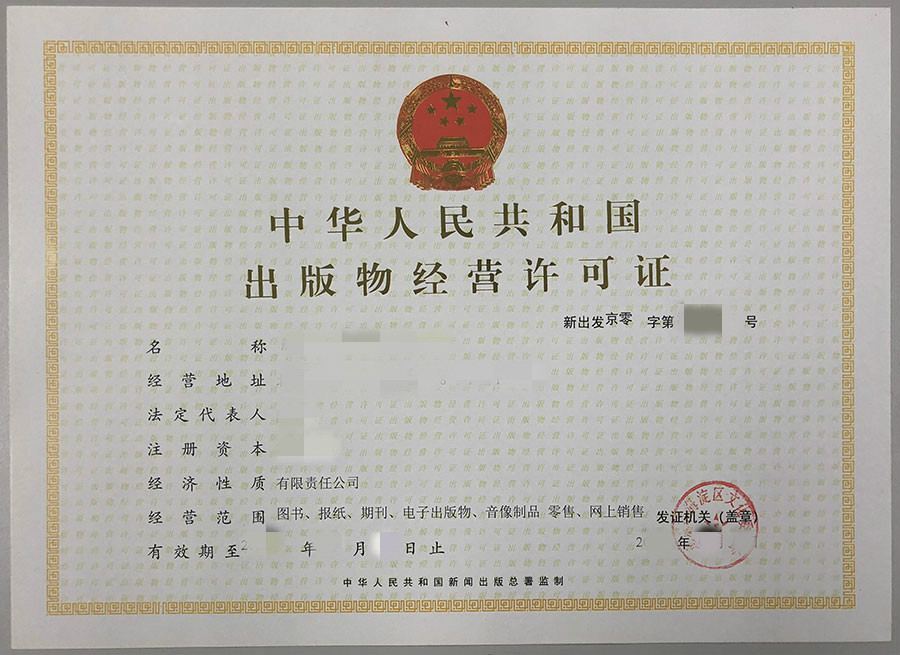 中华人民共和国
出版物经营许可证
新出发京零 字第 号
名 称
经营地址
法定代表人
注册资本
经济性质 有限责任公司
经营范围 图书、报纸、期刊、电子出版物、音像制品 零售、网上销售
发证机关（盖章）
有效期至2 年 月 日止
2 年
中华人民共和国新闻出版总署监制